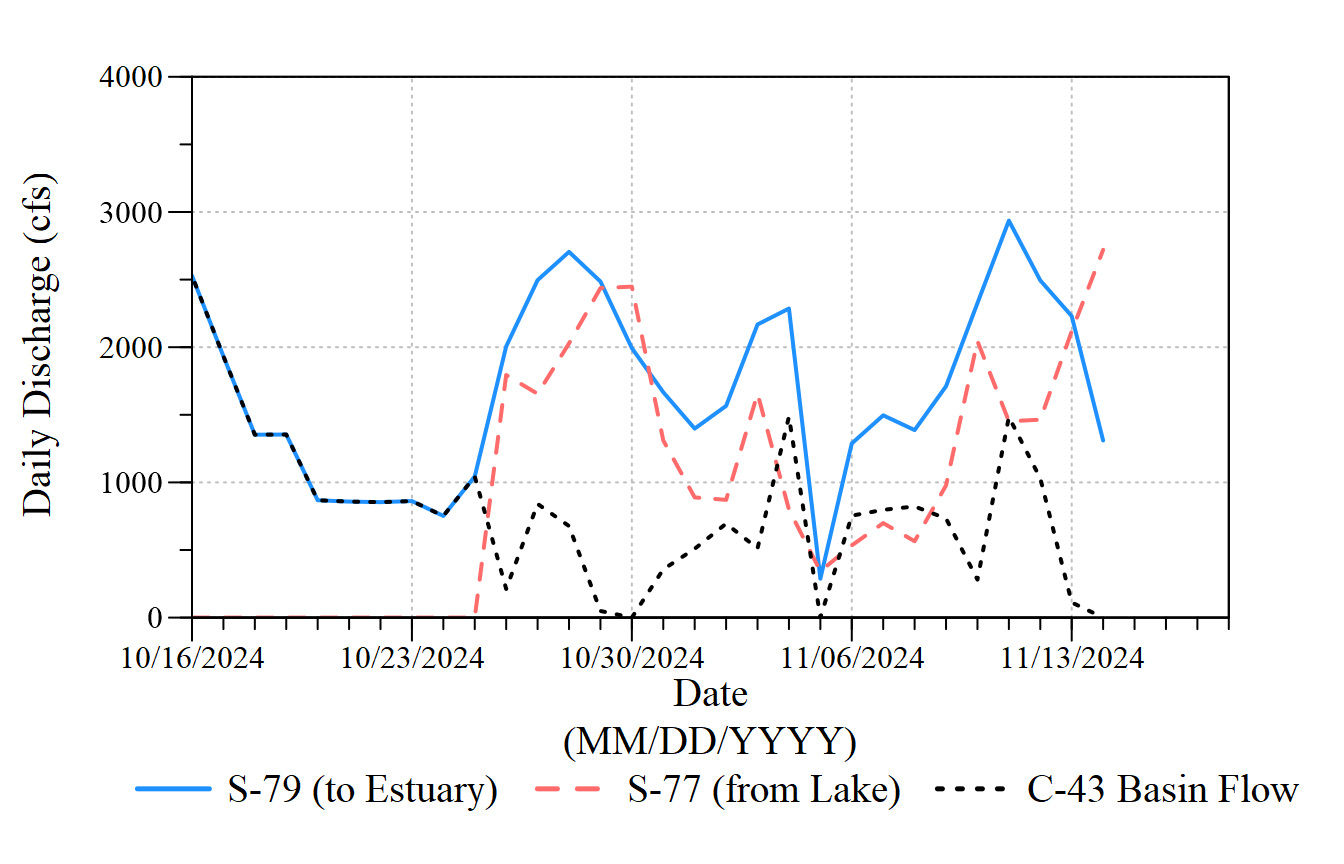 4000
3000
2000
1000
0
Daily Discharge (cfs)
10/16/2024 10/23/2024 10/30/2024 11/06/2024 11/13/2024
Date
(MM/DD/YYYY)
S-79 (to Estuary) S-77 (from Lake) C-43 Basin Flow